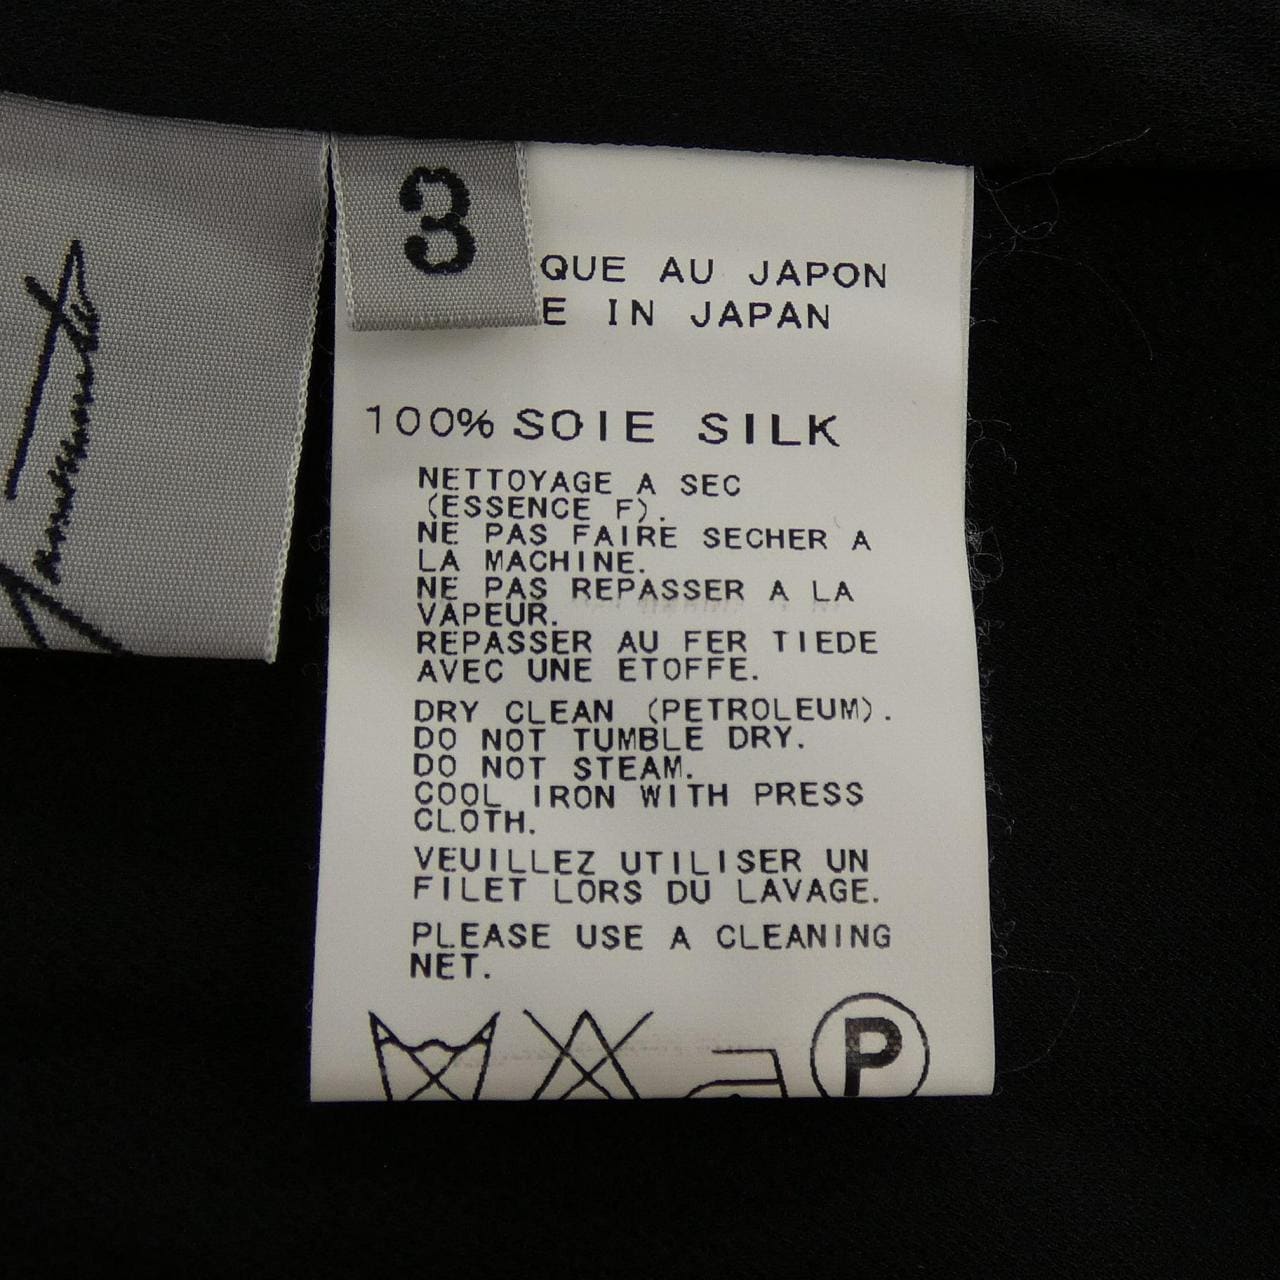 3
QUE AU JAPON
E IN JAPAN
100% SOIE SILK
NETTOYAGE A SEC
(ESSENCE F).
NE PAS FAIRE SECHER A
LA MACHINE.
NE PAS REPASSER A LA
VAPEUR.
REPASSER AU FER TIEDE
AVEC UNE ETOFFE.
DRY CLEAN (PETROLEUM).
DO NOT TUMBLE DRY.
DO NOT STEAM.
COOL IRON WITH PRESS
CLOTH.
VEUILLEZ UTILISER UN
FILET LORS DU LAVAGE.
PLEASE USE A CLEANING
NET.
P